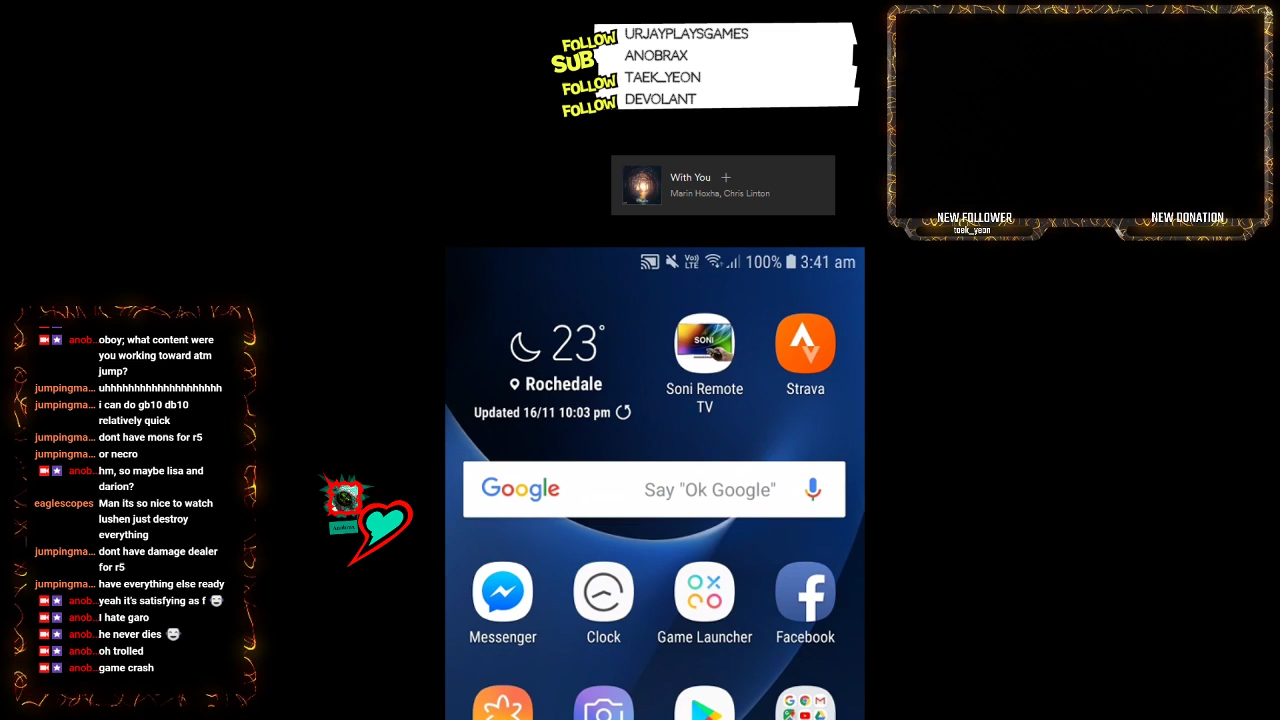 FOLLOW URJAYPLAYSGAMES
SUB ANOBRAX
FOLLOW TAEK_YEON
FOLLOW DEVOLANT
With You
Marin Hoxha, Chris Linton
NEW FOLLOWER
taek_yeon
NEW DONATION
Vo))
LTE
100% 3:41 am
23°
Rochedale
Updated 16/11 10:03 pm
SONI
Soni Remote
TV
Strava
Google Say "Ok Google"
Messenger
Clock
Game Launcher
Facebook
anob... oboy; what content were
you working toward atm
jump?
jumpingma... uhhhhhhhhhhhhhhhhhhh
jumpingma... i can do gb10 db10
relatively quick
jumpingma... dont have mons for r5
jumpingma... or necro
anob... hm, so maybe lisa and
darion?
eaglescopes Man its so nice to watch
lushen just destroy
everything
jumpingma... dont have damage dealer
for r5
jumpingma... have everything else ready
anob... yeah it's satisfying as f
anob... I hate garo
anob... he never dies
anob... oh trolled
anob... game crash